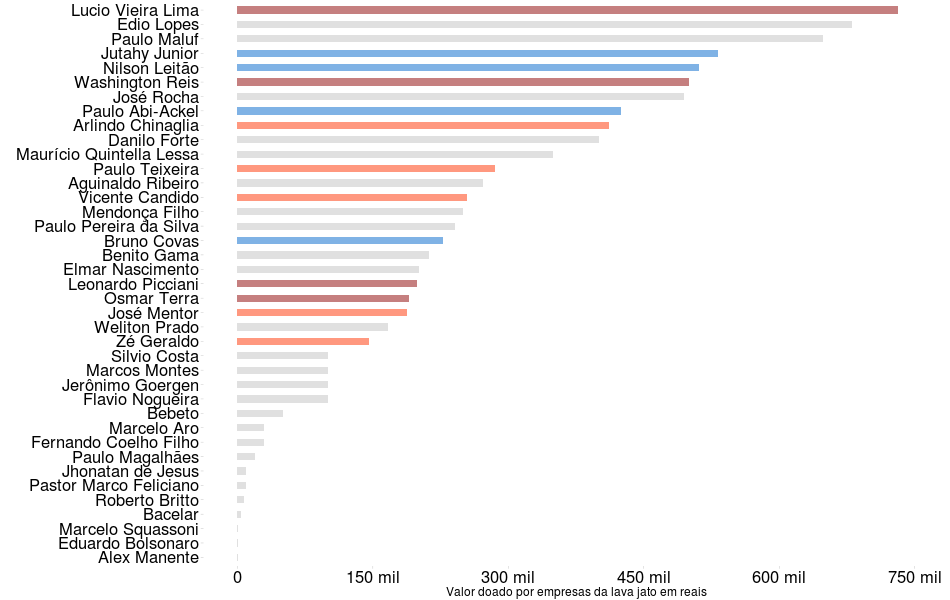 Lucio Vieira Lima
Edio Lopes
Paulo Maluf
Jutahy Junior
Nilson Leitão
Washington Reis
José Rocha
Paulo Abi-Ackel
Arlindo Chinaglia
Danilo Forte
Maurício Quintella Lessa
Paulo Teixeira
Aguinaldo Ribeiro
Vicente Candido
Mendonça Filho
Paulo Pereira da Silva
Bruno Covas
Benito Gama
Elmar Nascimento
Leonardo Picciani
Osmar Terra
José Mentor
Weliton Prado
Zé Geraldo
Silvio Costa
Marcos Montes
Jerônimo Goergen
Flavio Nogueira
Bebeto
Marcelo Aro
Fernando Coelho Filho
Paulo Magalhães
Jhonatan de Jesus
Pastor Marco Feliciano
Roberto Britto
Bacelar
Marcelo Squassoni
Eduardo Bolsonaro
Alex Manente
0 150 mil 300 mil 450 mil 600 mil 750 mil
Valor doado por empresas da lava jato em reais